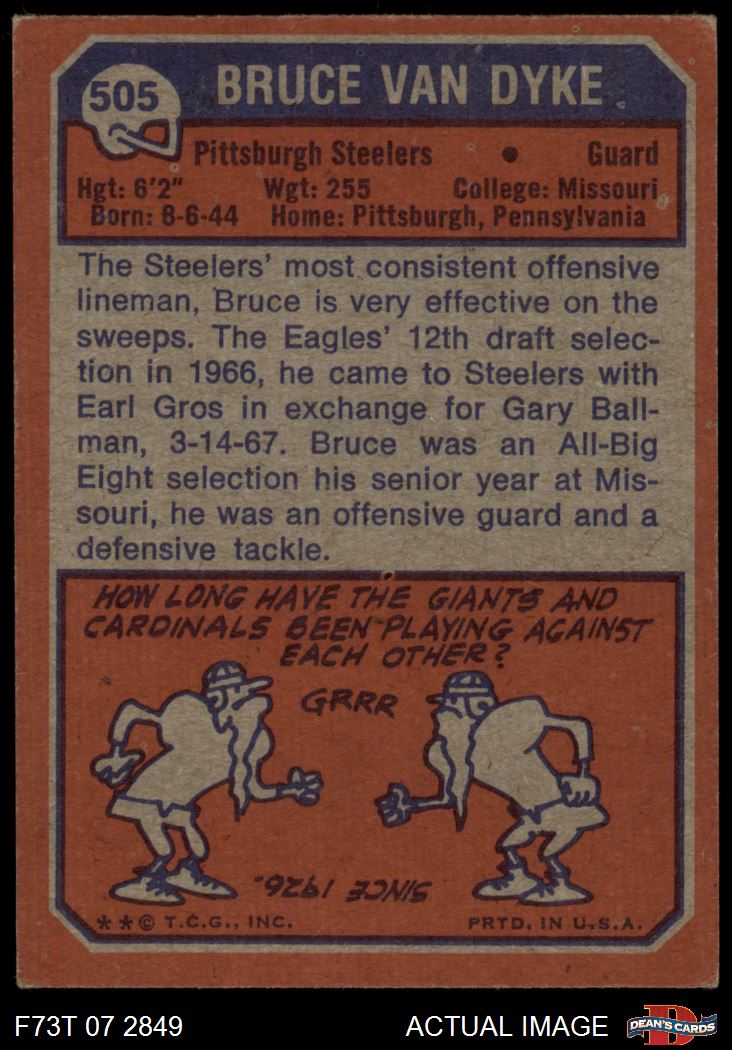 505
BRUCE VAN DYKE
Pittsburgh Steelers • Guard
Hgt: 6'2" Wgt: 255 College: Missouri
Born: 8-6-44 Home: Pittsburgh, Pennsylvania
The Steelers' most consistent offensive
lineman, Bruce is very effective on the
sweeps. The Eagles' 12th draft selec-
tion in 1966, he came to Steelers with
Earl Gros in exchange for Gary Ball-
man, 3-14-67. Bruce was an All-Big
Eight selection his senior year at Mis-
souri, he was an offensive guard and a
defensive tackle.
HOW LONG HAVE THE GIANTS AND
CARDINALS BEEN PLAYING AGAINST
EACH OTHER?
GRRR
SINCE 1926.
** © T.C.G., INC. PRTD. IN U.S.A.
F73T 07 2849 ACTUAL IMAGE DEAN'S CARDS